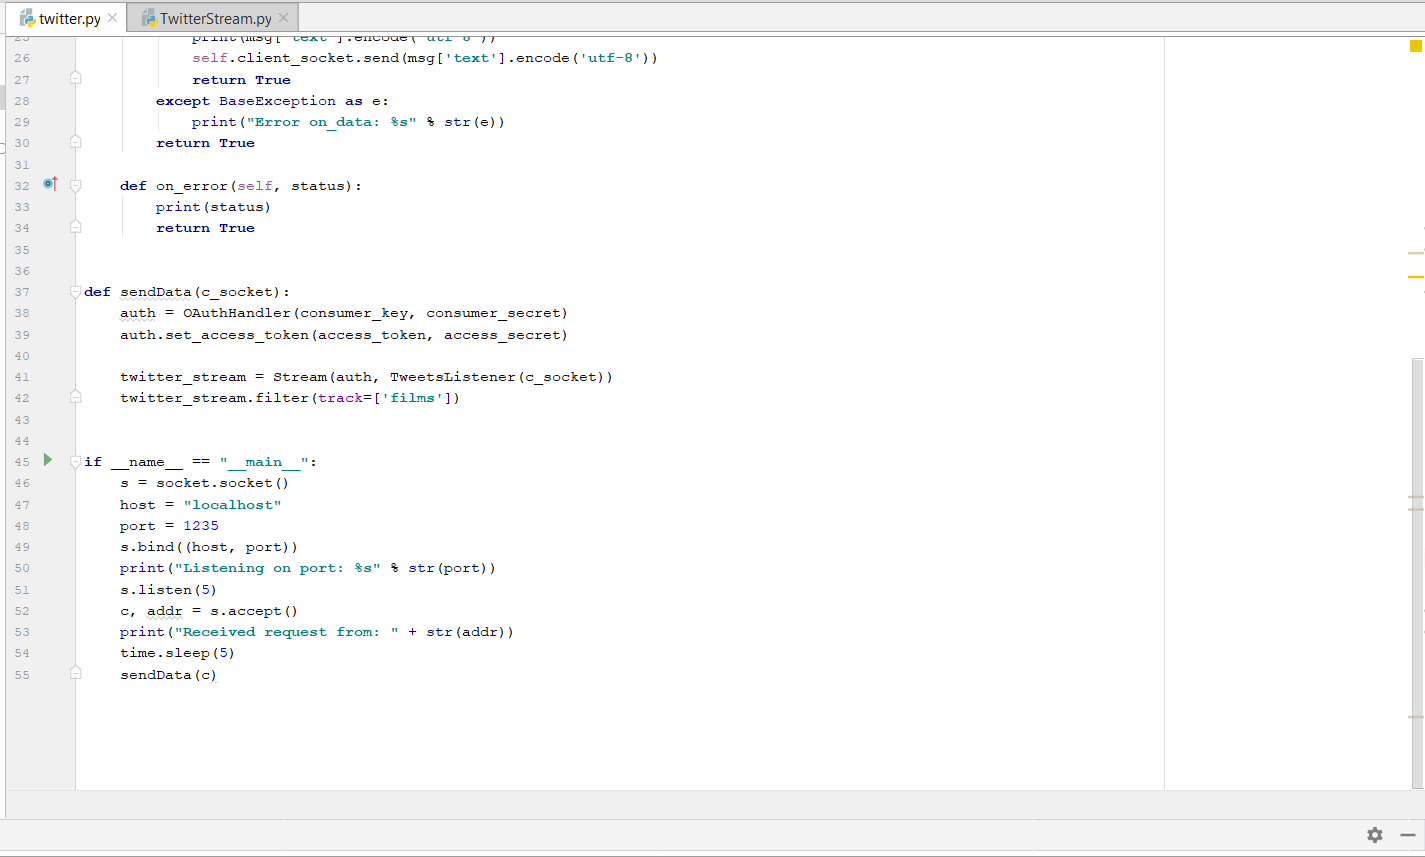 twitter.py
TwitterStream.py
25 print(msg['text'].encode('utf-8'))
26 self.client_socket.send(msg['text'].encode('utf-8'))
27 return True
28 except BaseException as e:
29 print("Error on_data: %s" % str(e))
30 return True
31
32 def on_error(self, status):
33 print(status)
34 return True
35
36
37 def sendData(c_socket):
38 auth = OAuthHandler(consumer_key, consumer_secret)
39 auth.set_access_token(access_token, access_secret)
40
41 twitter_stream = Stream(auth, TweetsListener(c_socket))
42 twitter_stream.filter(track=['films'])
43
44
45 if __name__ == "__main__":
46 s = socket.socket()
47 host = "localhost"
48 port = 1235
49 s.bind((host, port))
50 print("Listening on port: %s" % str(port))
51 s.listen(5)
52 c, addr = s.accept()
53 print("Received request from: " + str(addr))
54 time.sleep(5)
55 sendData(c)